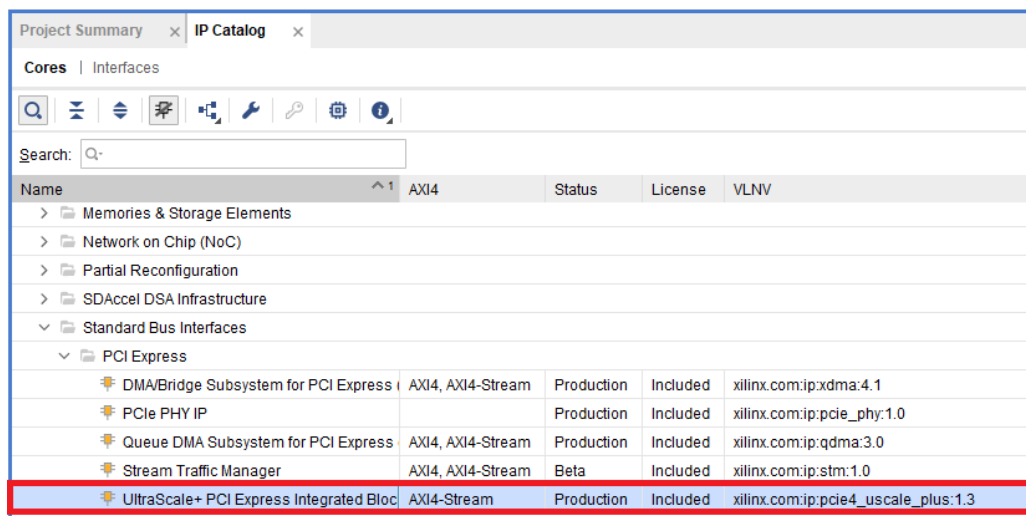 Project Summary × IP Catalog ×
Cores | Interfaces
Search: Q-
Name 1 AXI4 Status License VLNV
Memories & Storage Elements
Network on Chip (NoC)
Partial Reconfiguration
SDAccel DSA Infrastructure
Standard Bus Interfaces
PCI Express
DMA/Bridge Subsystem for PCI Express ( AXI4, AXI4-Stream Production Included xilinx.com:ip:xdma:4.1
PCIe PHY IP Production Included xilinx.com:ip:pcie_phy:1.0
Queue DMA Subsystem for PCI Express AXI4, AXI4-Stream Production Included xilinx.com:ip:qdma:3.0
Stream Traffic Manager AXI4, AXI4-Stream Beta Included xilinx.com:ip:stm:1.0
UltraScale+ PCI Express Integrated Bloc AXI4-Stream Production Included xilinx.com:ip:pcie4_uscale_plus:1.3